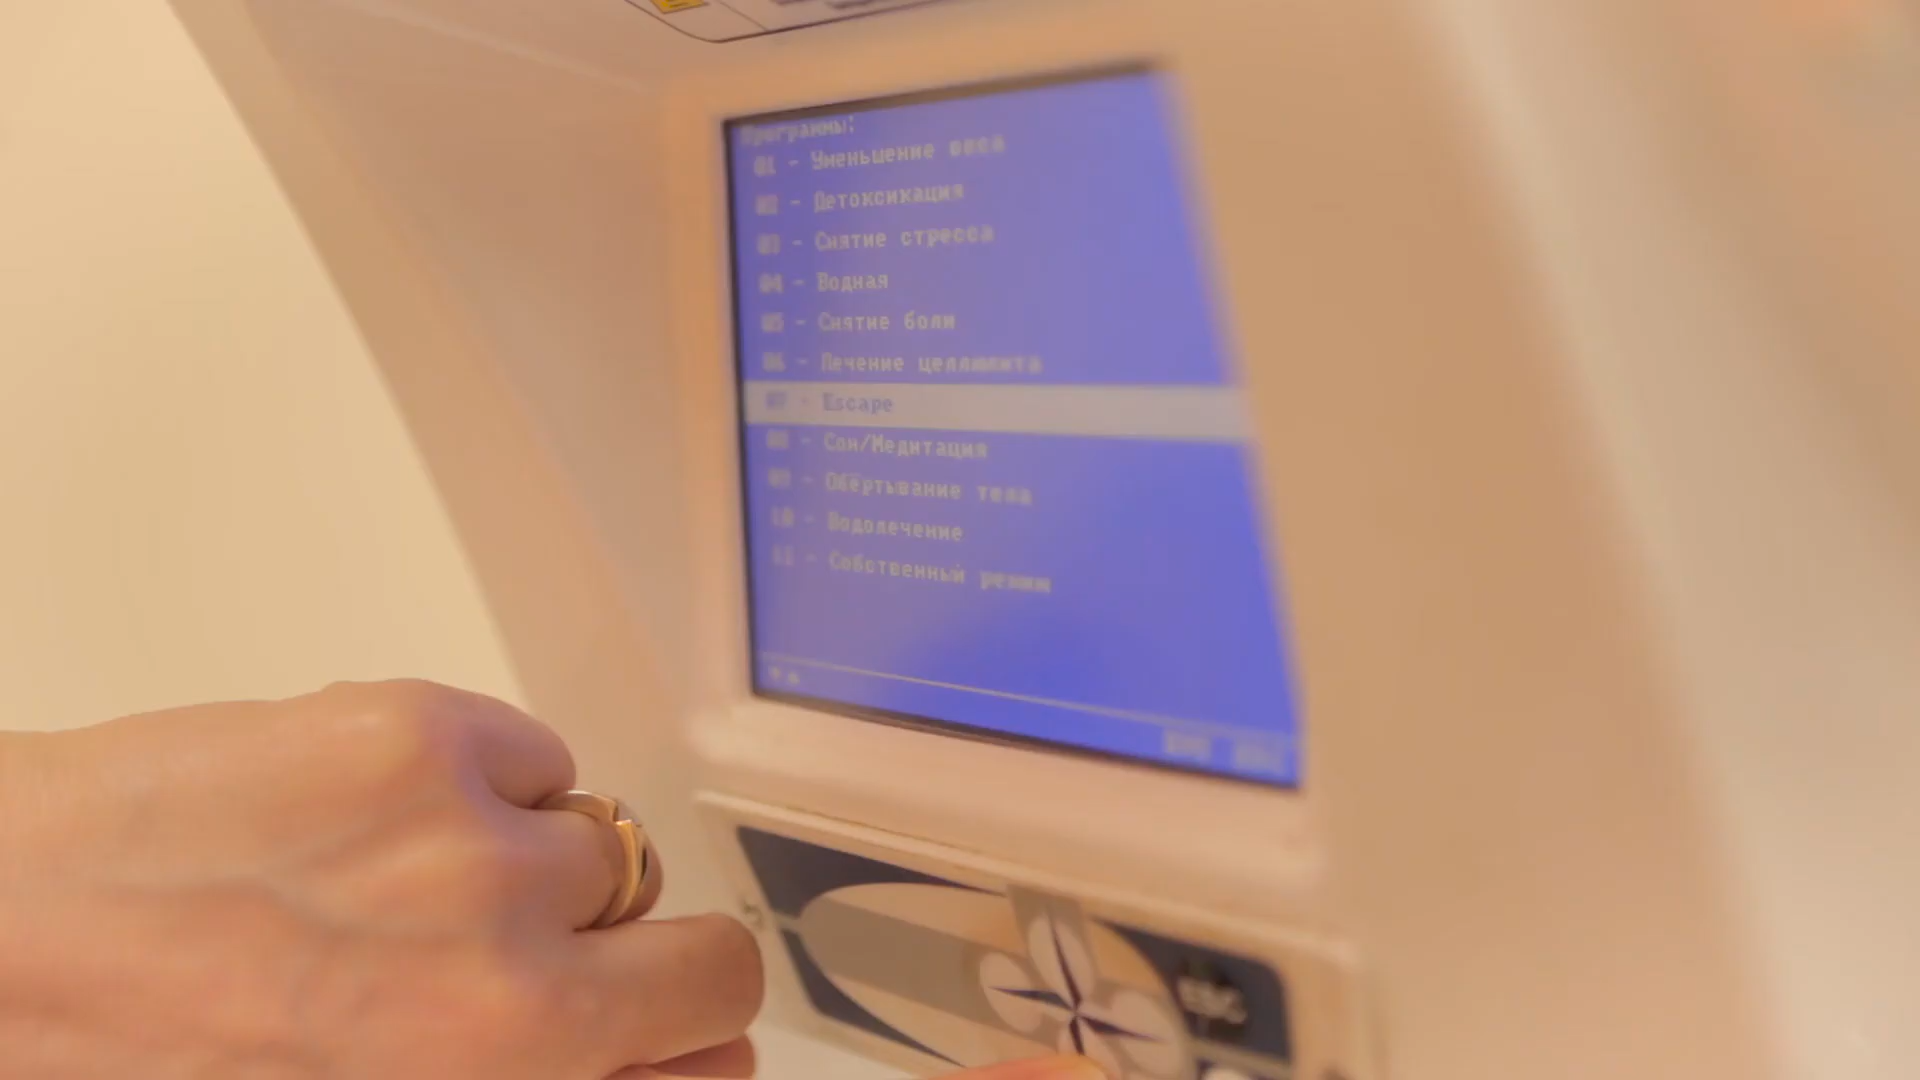 Программы:
01 - Уменьшение веса
02 - Детоксикация
03 - Снятие стресса
04 - Водная
05 - Снятие боли
06 - Лечение целлюлита
07 - Escape
08 - Сон/Медитация
09 - Обёртывание тела
10 - Водолечение
11 - Собственный режим
ESC